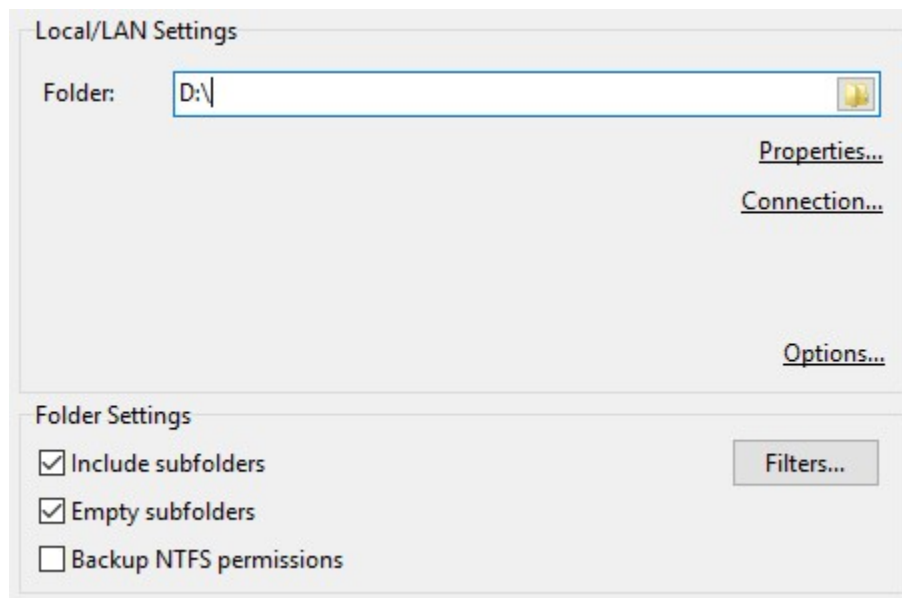 Local/LAN Settings
Folder: D:\
Properties...
Connection...
Options...
Folder Settings
Include subfolders Filters...
Empty subfolders
Backup NTFS permissions